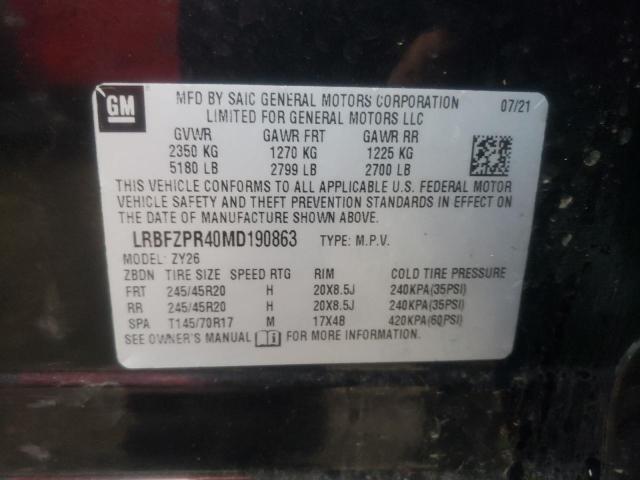 GM
MFD BY SAIC GENERAL MOTORS CORPORATION 07/21
LIMITED FOR GENERAL MOTORS LLC
GVWR GAWR FRT GAWR RR
2350 KG 1270 KG 1225 KG
5180 LB 2799 LB 2700 LB
THIS VEHICLE CONFORMS TO ALL APPLICABLE U.S. FEDERAL MOTOR
VEHICLE SAFETY AND THEFT PREVENTION STANDARDS IN EFFECT ON
THE DATE OF MANUFACTURE SHOWN ABOVE.
LRBFZPR40MD190863 TYPE: M.P.V.
MODEL: ZY26
ZBDN TIRE SIZE SPEED RTG RIM COLD TIRE PRESSURE
FRT 245/45R20 H 20X8.5J 240KPA(35PSI)
RR 245/45R20 H 20X8.5J 240KPA(35PSI)
SPA T145/70R17 M 17X4B 420KPA(60PSI)
SEE OWNER'S MANUAL FOR MORE INFORMATION.